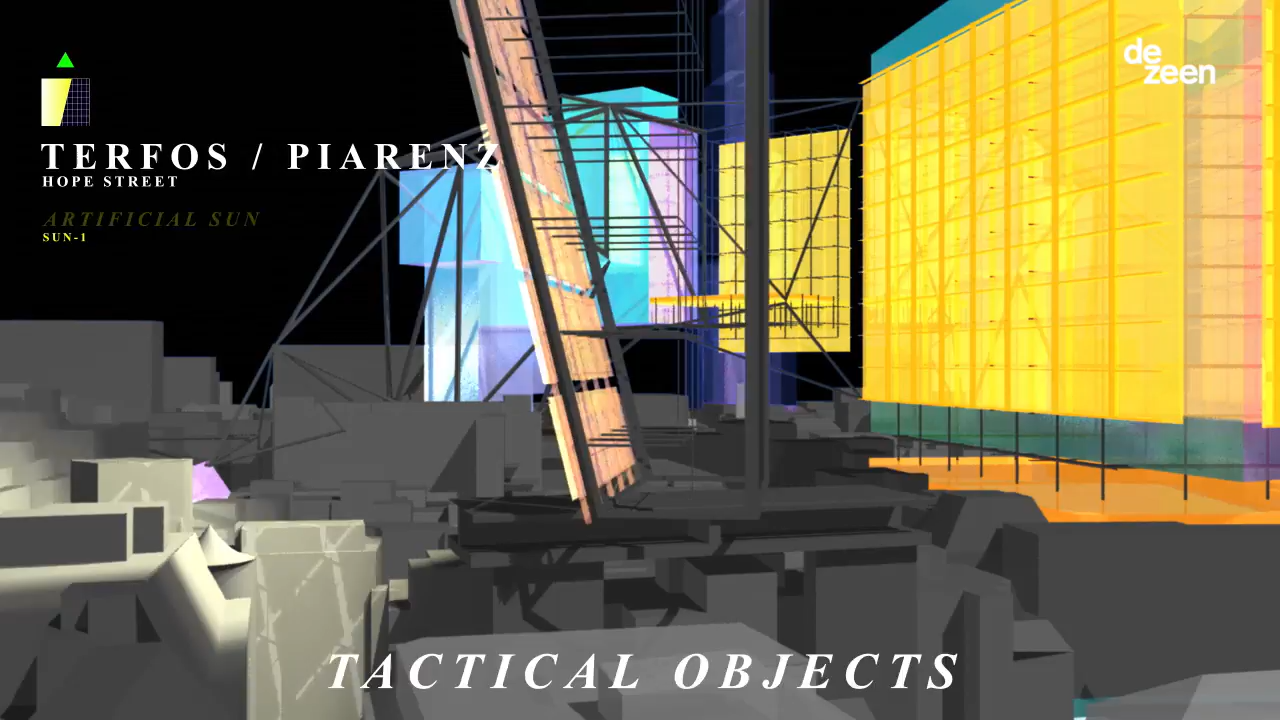 de
zeen
TERFOS / PIARENZ
HOPE STREET
ARTIFICIAL SUN
SUN-1
TACTICAL OBJECTS